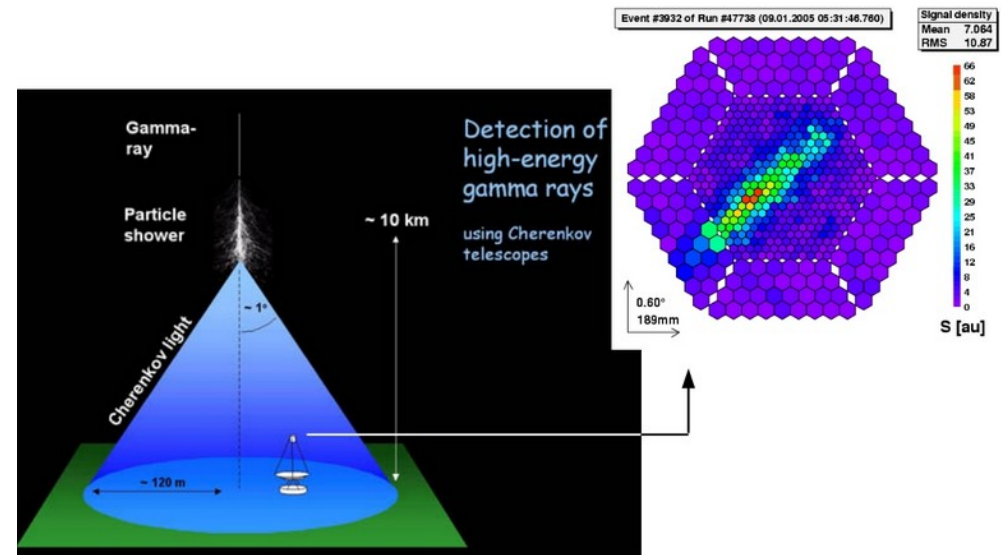 Event #3932 of Run #47738 (09.01.2005 05:31:46.760)
Signal density
Mean 7.064
RMS 10.87
66
62
58
53
49
45
41
37
33
29
24
20
16
12
8
4
0
S [au]
0.60°
189mm
Detection of
high-energy
gamma rays
using Cherenkov
telescopes
Gamma-
ray
Particle
shower
~ 10 km
~ 1°
Cherenkov light
~ 120 m